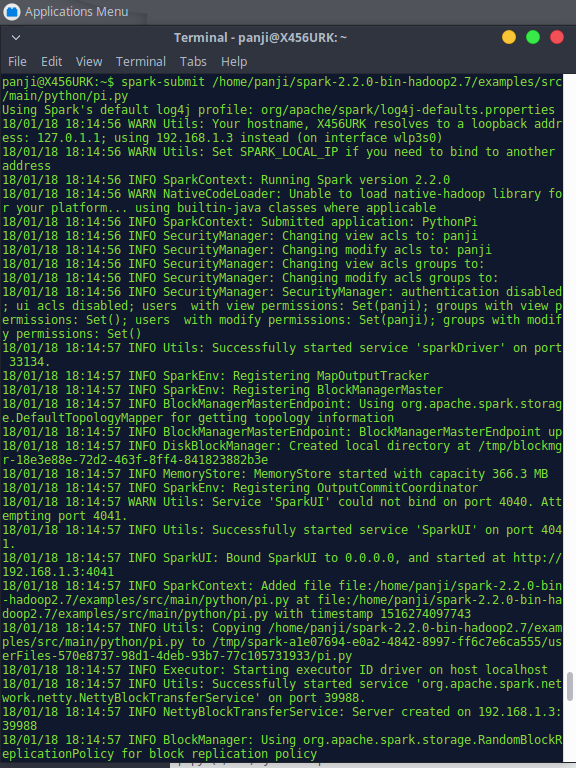 Applications Menu
Terminal - panji@X456URK: ~
File Edit View Terminal Tabs Help
panji@X456URK:~$ spark-submit /home/panji/spark-2.2.0-bin-hadoop2.7/examples/src
/main/python/pi.py
Using Spark's default log4j profile: org/apache/spark/log4j-defaults.properties
18/01/18 18:14:56 WARN Utils: Your hostname, X456URK resolves to a loopback addr
ess: 127.0.1.1; using 192.168.1.3 instead (on interface wlp3s0)
18/01/18 18:14:56 WARN Utils: Set SPARK_LOCAL_IP if you need to bind to another
address
18/01/18 18:14:56 INFO SparkContext: Running Spark version 2.2.0
18/01/18 18:14:56 WARN NativeCodeLoader: Unable to load native-hadoop library fo
r your platform... using builtin-java classes where applicable
18/01/18 18:14:56 INFO SparkContext: Submitted application: PythonPi
18/01/18 18:14:56 INFO SecurityManager: Changing view acls to: panji
18/01/18 18:14:56 INFO SecurityManager: Changing modify acls to: panji
18/01/18 18:14:56 INFO SecurityManager: Changing view acls groups to:
18/01/18 18:14:56 INFO SecurityManager: Changing modify acls groups to:
18/01/18 18:14:56 INFO SecurityManager: SecurityManager: authentication disabled
; ui acls disabled; users  with view permissions: Set(panji); groups with view p
ermissions: Set(); users  with modify permissions: Set(panji); groups with modif
y permissions: Set()
18/01/18 18:14:57 INFO Utils: Successfully started service 'sparkDriver' on port
 33134.
18/01/18 18:14:57 INFO SparkEnv: Registering MapOutputTracker
18/01/18 18:14:57 INFO SparkEnv: Registering BlockManagerMaster
18/01/18 18:14:57 INFO BlockManagerMasterEndpoint: Using org.apache.spark.storag
e.DefaultTopologyMapper for getting topology information
18/01/18 18:14:57 INFO BlockManagerMasterEndpoint: BlockManagerMasterEndpoint up
18/01/18 18:14:57 INFO DiskBlockManager: Created local directory at /tmp/blockmg
r-18e3e88e-72d2-463f-8ff4-841823882b3e
18/01/18 18:14:57 INFO MemoryStore: MemoryStore started with capacity 366.3 MB
18/01/18 18:14:57 INFO SparkEnv: Registering OutputCommitCoordinator
18/01/18 18:14:57 WARN Utils: Service 'SparkUI' could not bind on port 4040. Att
empting port 4041.
18/01/18 18:14:57 INFO Utils: Successfully started service 'SparkUI' on port 404
1.
18/01/18 18:14:57 INFO SparkUI: Bound SparkUI to 0.0.0.0, and started at http://
192.168.1.3:4041
18/01/18 18:14:57 INFO SparkContext: Added file file:/home/panji/spark-2.2.0-bin
-hadoop2.7/examples/src/main/python/pi.py at file:/home/panji/spark-2.2.0-bin-ha
doop2.7/examples/src/main/python/pi.py with timestamp 1516274097743
18/01/18 18:14:57 INFO Utils: Copying /home/panji/spark-2.2.0-bin-hadoop2.7/exam
ples/src/main/python/pi.py to /tmp/spark-a1e07694-e0a2-4842-8997-ff6c7e6ca555/us
erFiles-570e8737-98d1-4deb-93b7-77c105731933/pi.py
18/01/18 18:14:57 INFO Executor: Starting executor ID driver on host localhost
18/01/18 18:14:57 INFO Utils: Successfully started service 'org.apache.spark.net
work.netty.NettyBlockTransferService' on port 39988.
18/01/18 18:14:57 INFO NettyBlockTransferService: Server created on 192.168.1.3:
39988
18/01/18 18:14:57 INFO BlockManager: Using org.apache.spark.storage.RandomBlockR
eplicationPolicy for block replication policy